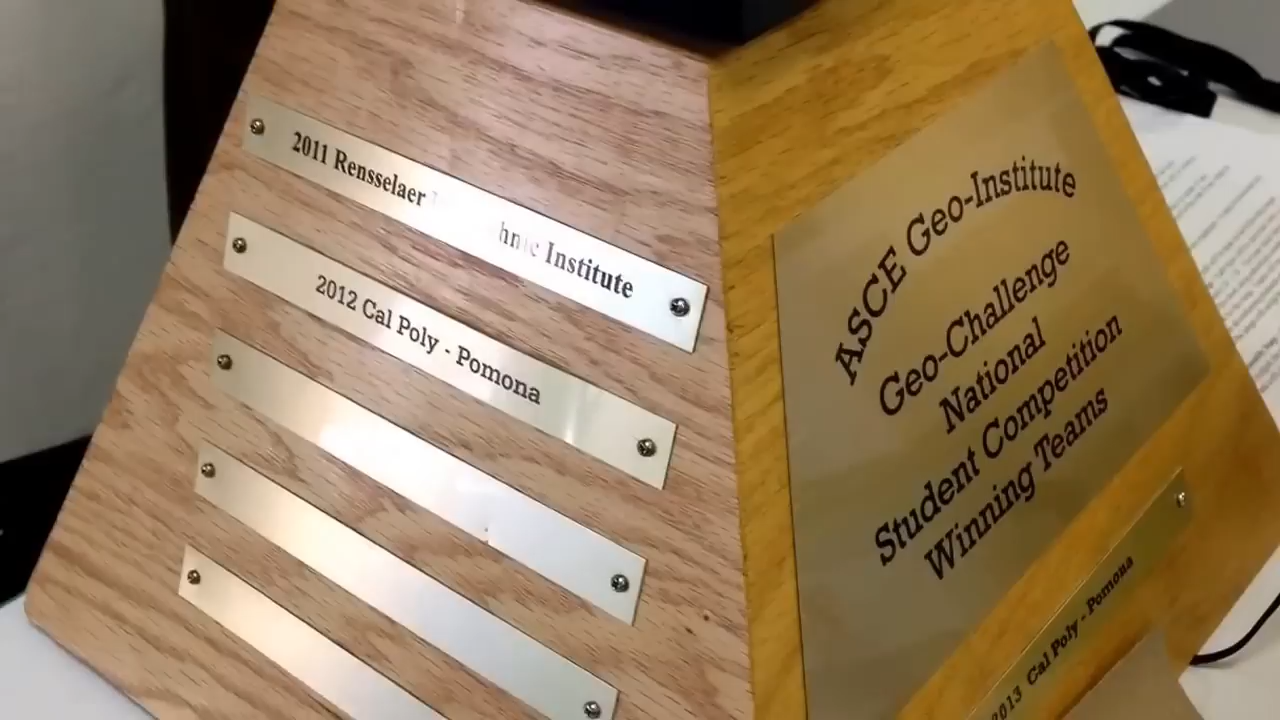 2011 Rensselaer Institute
2012 Cal Poly - Pomona
ASCE Geo-Institute
Geo-Challenge
National
Student Competition
Winning Teams
2013 Cal Poly - Pomona